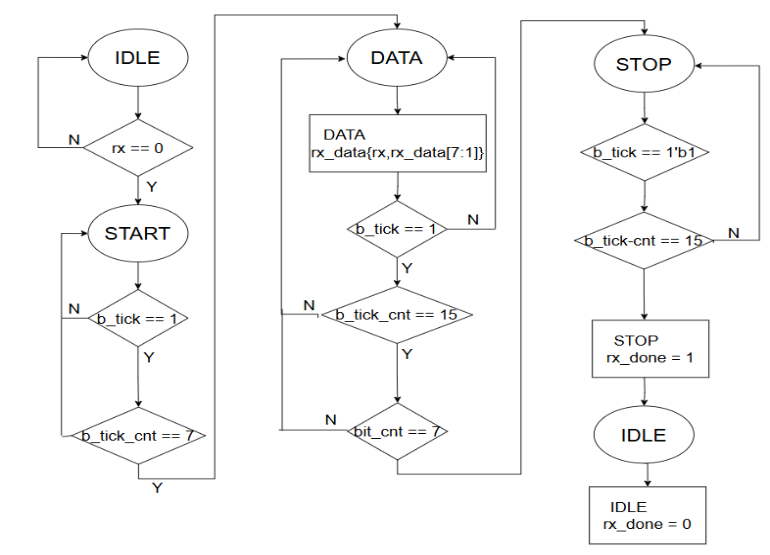 IDLE
N
rx == 0
Y
START
N
b_tick == 1
Y
b_tick_cnt == 7
Y
DATA
DATA
rx_data{rx,rx_data[7:1]}
b_tick == 1
N
Y
N
b_tick_cnt == 15
Y
N
bit_cnt == 7
STOP
b_tick == 1'b1
b_tick-cnt == 15
N
STOP
rx_done = 1
IDLE
IDLE
rx_done = 0